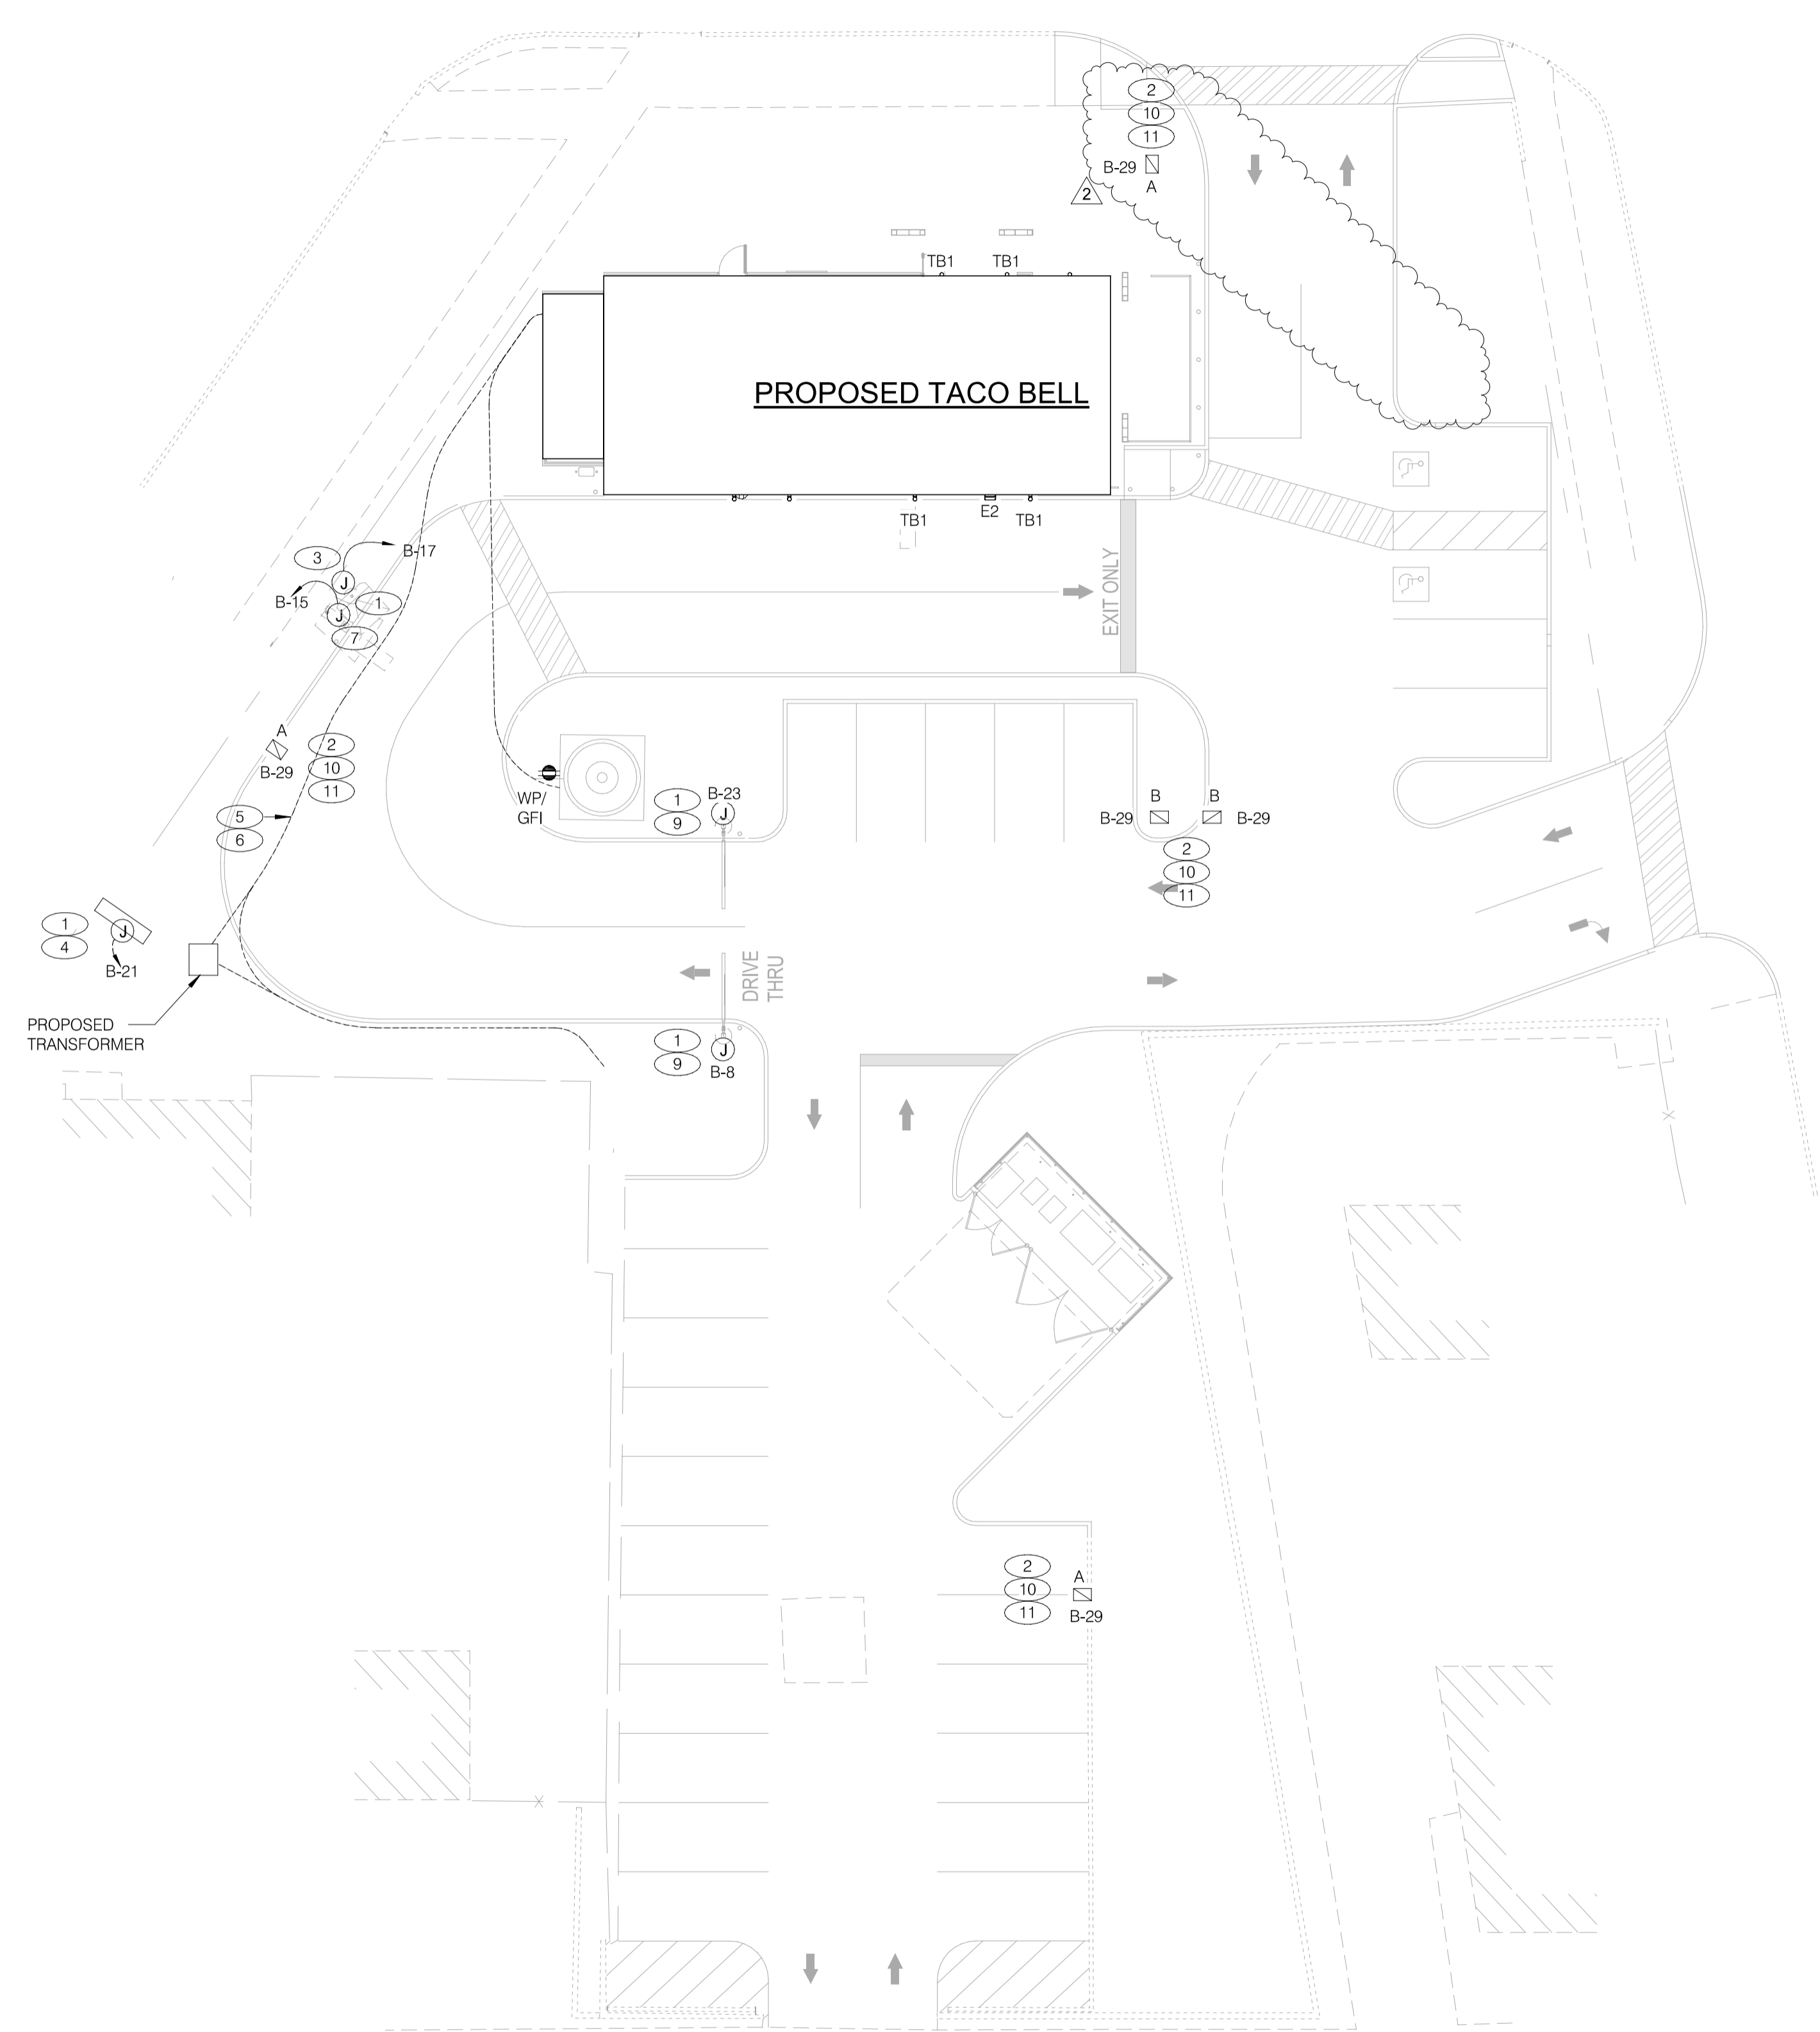 2
10
11
B-29
A
2
TB1
TB1
PROPOSED TACO BELL
TB1
E2
TB1
3
J
B-17
B-15
J
1
7
EXIT ONLY
A
B-29
2
10
11
5
6
WP/
GFI
1
9
B-23
J
B
B-29
B
B-29
2
10
11
1
4
J
B-21
PROPOSED
TRANSFORMER
DRIVE
THRU
1
9
J
B-8
2
10
11
A
B-29